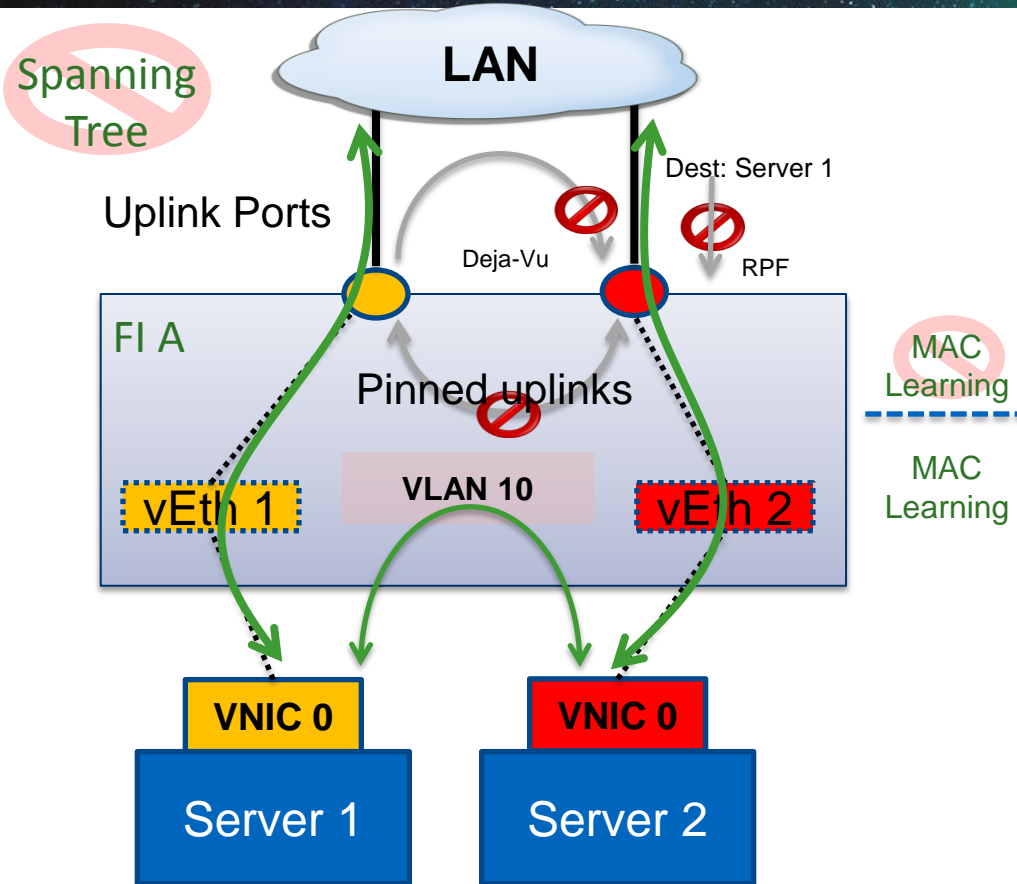 Spanning
Tree
LAN
Dest: Server 1
Uplink Ports
Deja-Vu
RPF
FI A
MAC
Learning
Pinned uplinks
MAC
Learning
VLAN 10
vEth 1
vEth 2
VNIC 0
VNIC 0
Server 1
Server 2